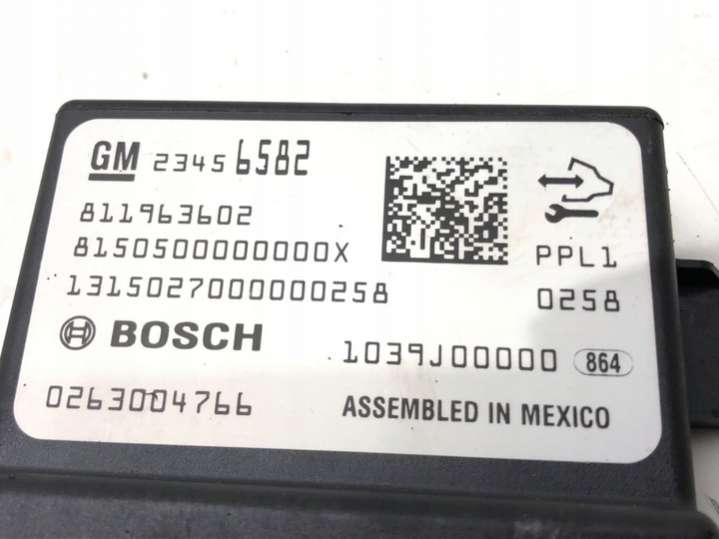 GM 23456582
811963602
8150500000000X
PPL1
1315027000000258
0258
BOSCH
1039J00000 864
0263004766
ASSEMBLED IN MEXICO